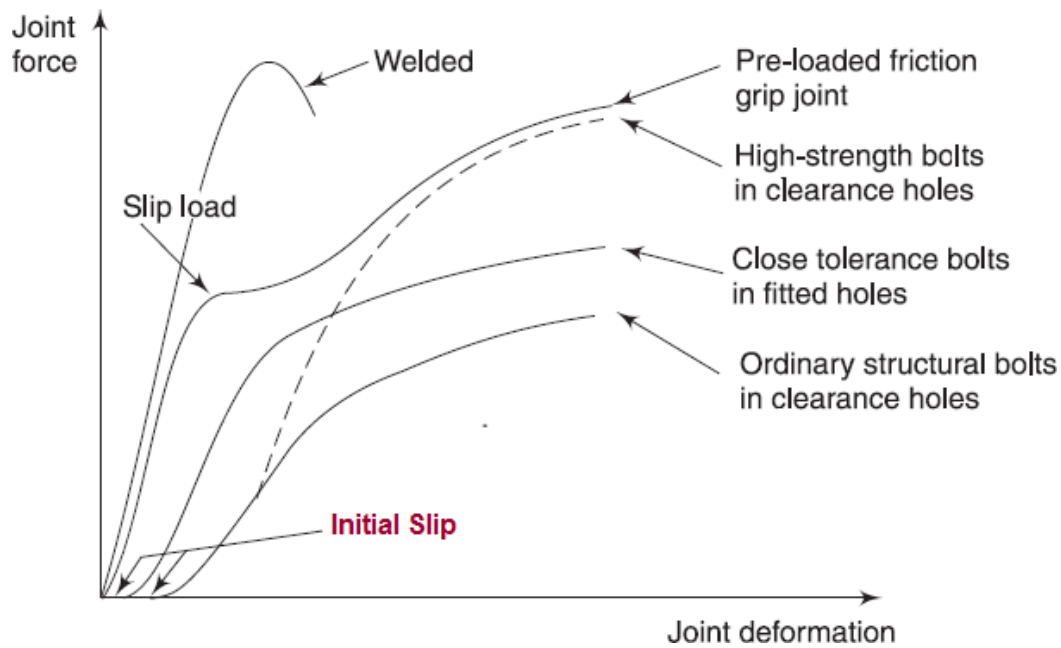 Joint
force
Welded
Pre-loaded friction
grip joint
High-strength bolts
in clearance holes
Slip load
Close tolerance bolts
in fitted holes
Ordinary structural bolts
in clearance holes
Initial Slip
Joint deformation